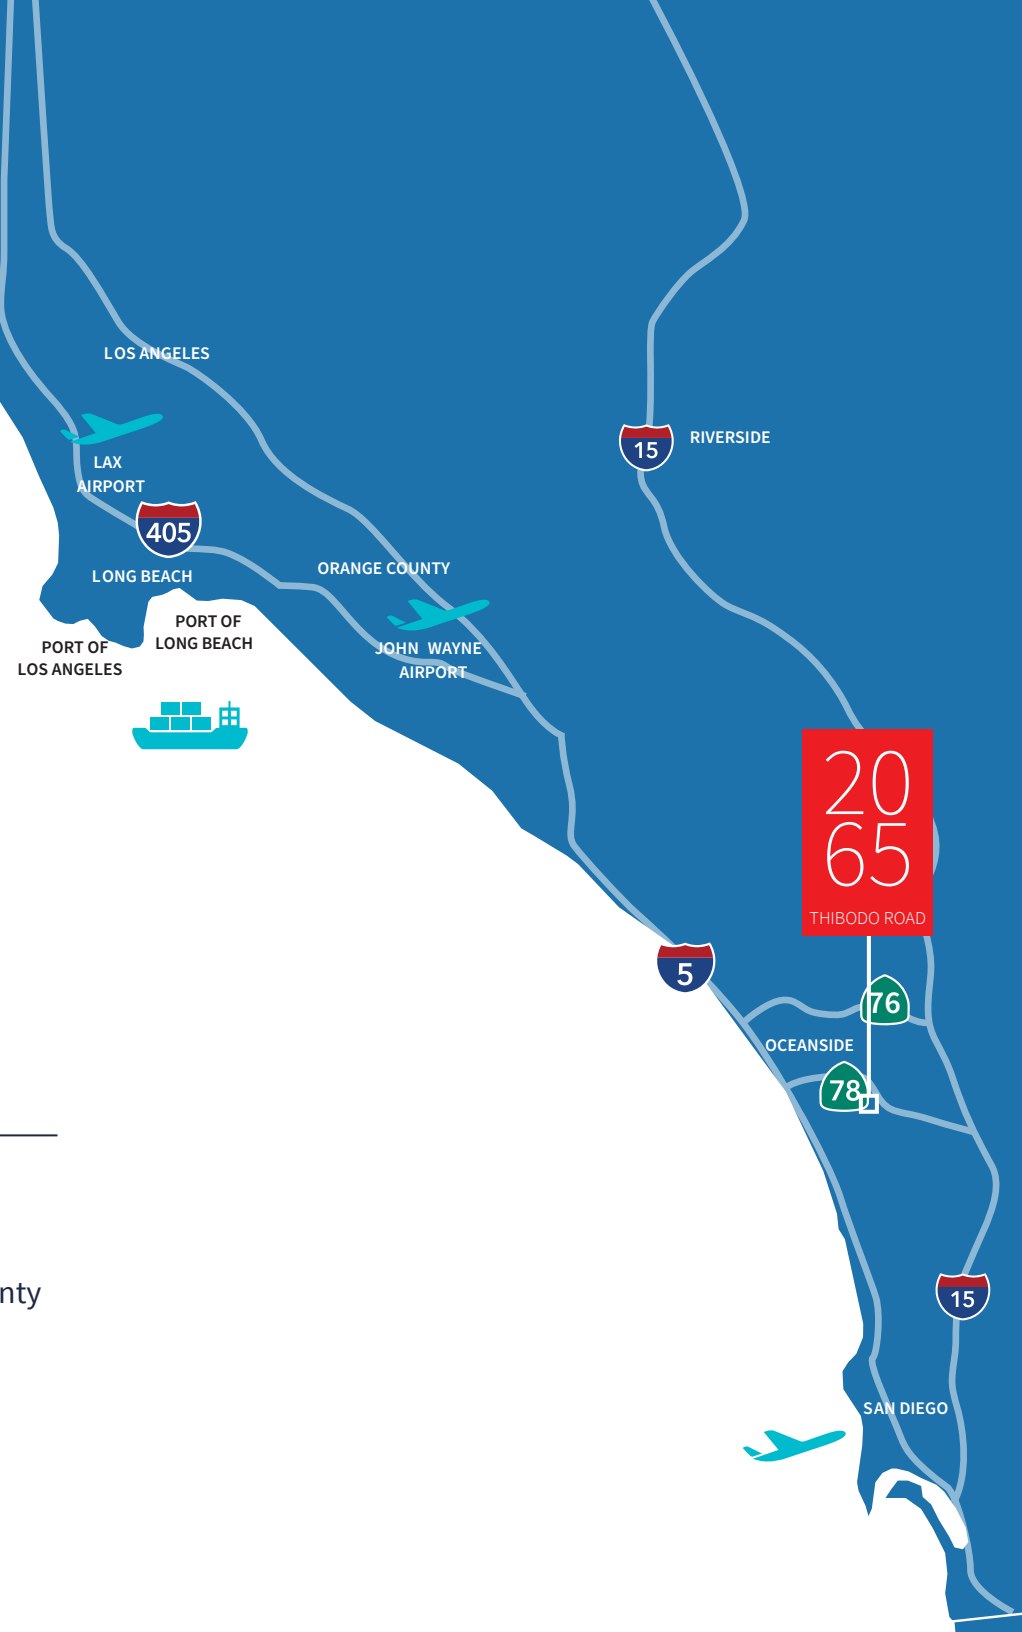 LOS ANGELES
15
RIVERSIDE
LAX
AIRPORT
405
LONG BEACH
ORANGE COUNTY
PORT OF
LONG BEACH
PORT OF
LOS ANGELES
JOHN WAYNE
AIRPORT
20
65
THIBODO ROAD
5
76
OCEANSIDE
78
nty
15
SAN DIEGO